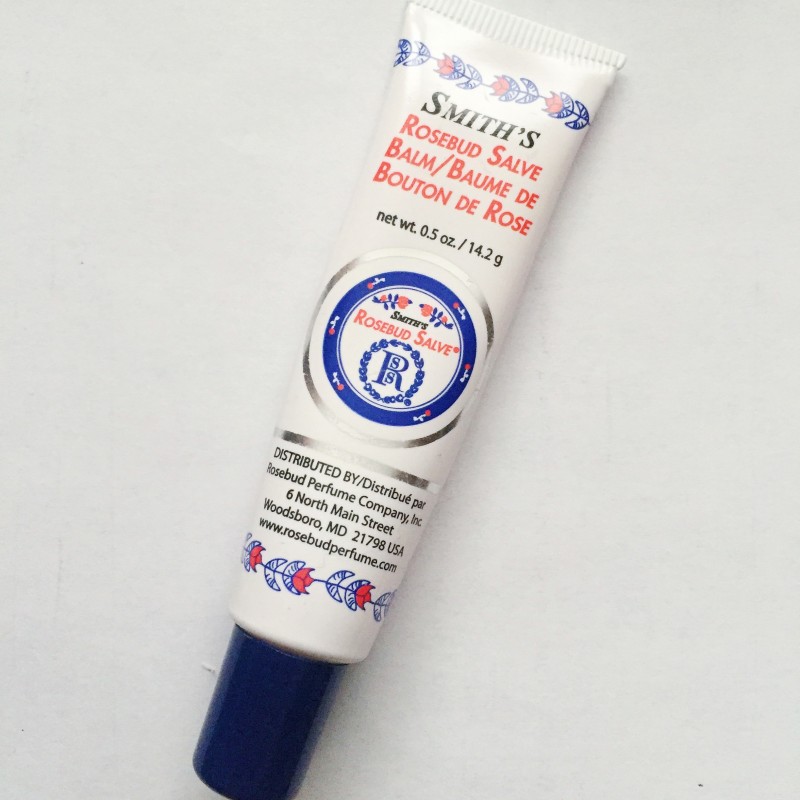 SMITH'S
ROSEBUD SALVE
BALM/BAUME DE
BOUTON DE ROSE
net wt. 0.5 oz. / 14.2 g
SMITH'S
ROSEBUD SALVE®
DISTRIBUTED BY/Distribué par
Rosebud Perfume Company, Inc.
6 North Main Street
Woodsboro, MD 21798 USA
www.rosebudperfume.com